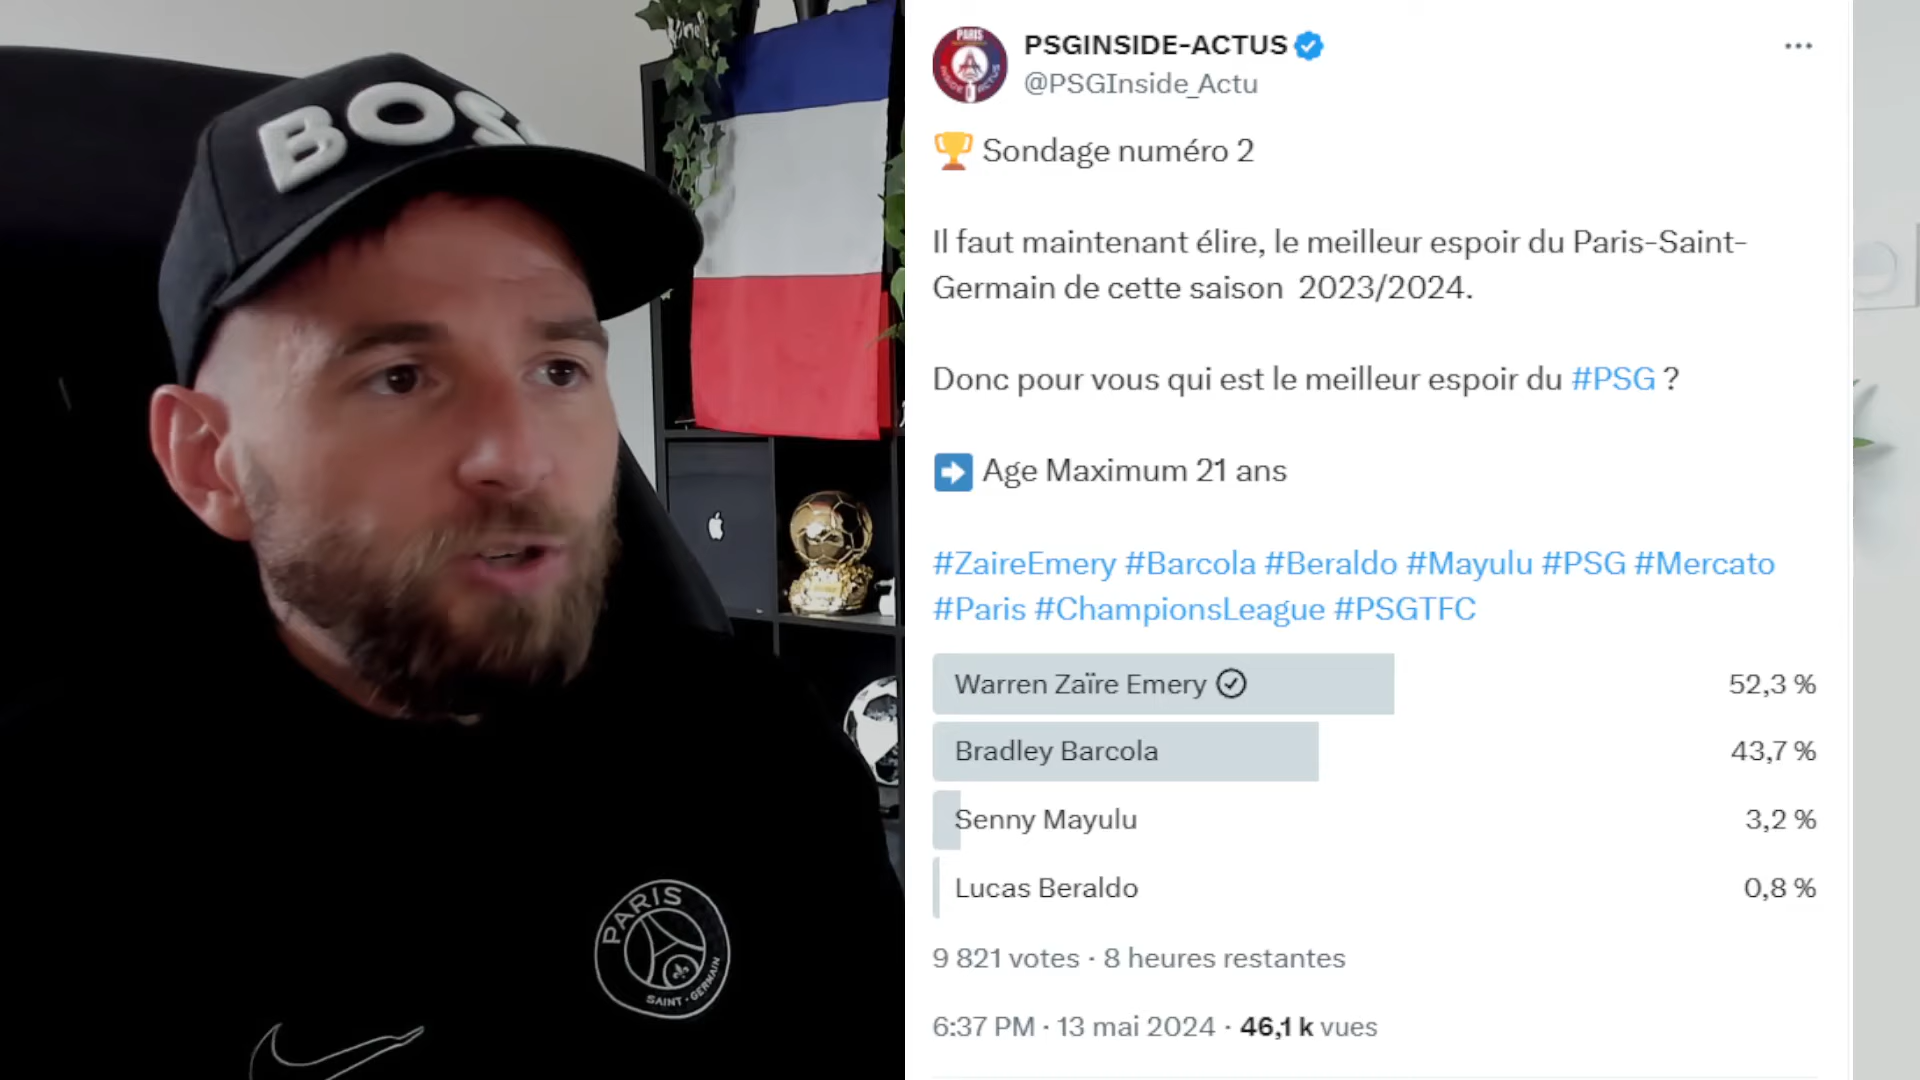 BOSS
PARIS
SAINT-GERMAIN
PSGINSIDE-ACTUS
@PSGInside_Actu
Sondage numéro 2
Il faut maintenant élire, le meilleur espoir du Paris-Saint-
Germain de cette saison 2023/2024.
Donc pour vous qui est le meilleur espoir du #PSG ?
Age Maximum 21 ans
#ZaireEmery #Barcola #Beraldo #Mayulu #PSG #Mercato
#Paris #ChampionsLeague #PSGTFC
Warren Zaïre Emery 52,3 %
Bradley Barcola 43,7 %
Senny Mayulu 3,2 %
Lucas Beraldo 0,8 %
9 821 votes · 8 heures restantes
6:37 PM · 13 mai 2024 · 46,1 k vues